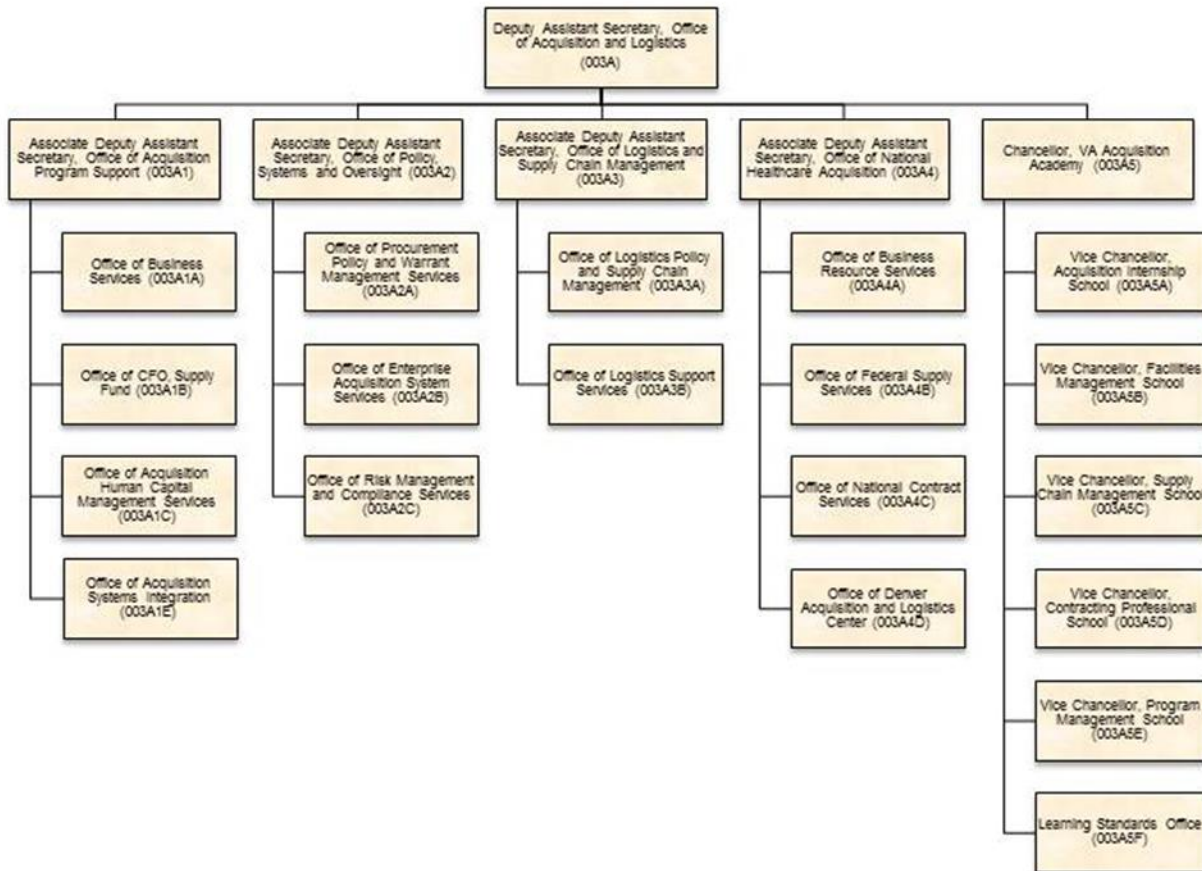 Deputy Assistant Secretary, Office
of Acquisition and Logistics
(003A)
Associate Deputy Assistant
Secretary, Office of Acquisition
Program Support (003A1)
Associate Deputy Assistant
Secretary, Office of Policy,
Systems and Oversight (003A2)
Associate Deputy Assistant
Secretary, Office of Logistics and
Supply Chain Management
(003A3)
Associate Deputy Assistant
Secretary, Office of National
Healthcare Acquisition (003A4)
Chancellor, VA Acquisition
Academy (003A5)
Office of Business
Services (003A1A)
Office of CFO, Supply
Fund (003A1B)
Office of Acquisition
Human Capital
Management Services
(003A1C)
Office of Acquisition
Systems Integration
(003A1E)
Office of Procurement
Policy and Warrant
Management Services
(003A2A)
Office of Enterprise
Acquisition System
Services (003A2B)
Office of Risk Management
and Compliance Services
(003A2C)
Office of Logistics Policy
and Supply Chain
Management (003A3A)
Office of Logistics Support
Services (003A3B)
Office of Business
Resource Services
(003A4A)
Office of Federal Supply
Services (003A4B)
Office of National Contract
Services (003A4C)
Office of Denver
Acquisition and Logistics
Center (003A4D)
Vice Chancellor,
Acquisition Internship
School (003A5A)
Vice Chancellor, Facilities
Management School
(003A5B)
Vice Chancellor, Supply
Chain Management School
(003A5C)
Vice Chancellor,
Contracting Professional
School (003A5D)
Vice Chancellor, Program
Management School
(003A5E)
Learning Standards Office
(003A5F)